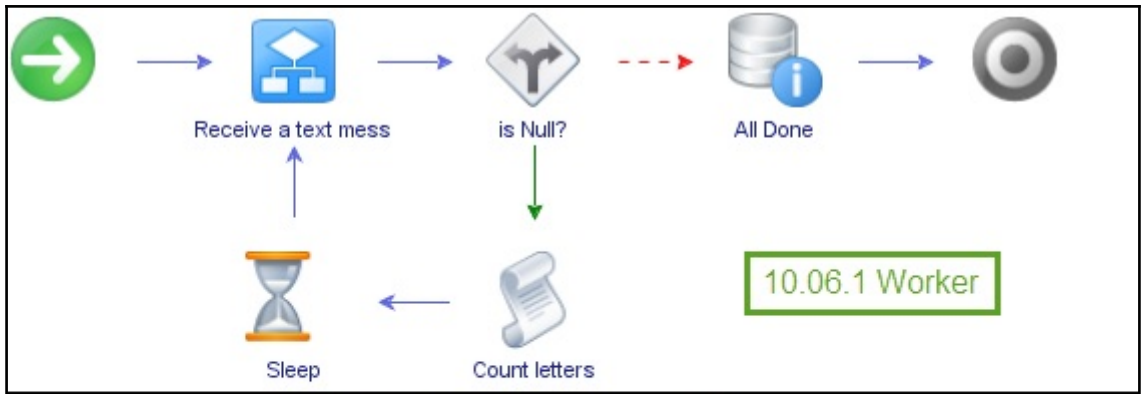 Receive a text mess
is Null?
All Done
10.06.1 Worker
Sleep
Count letters